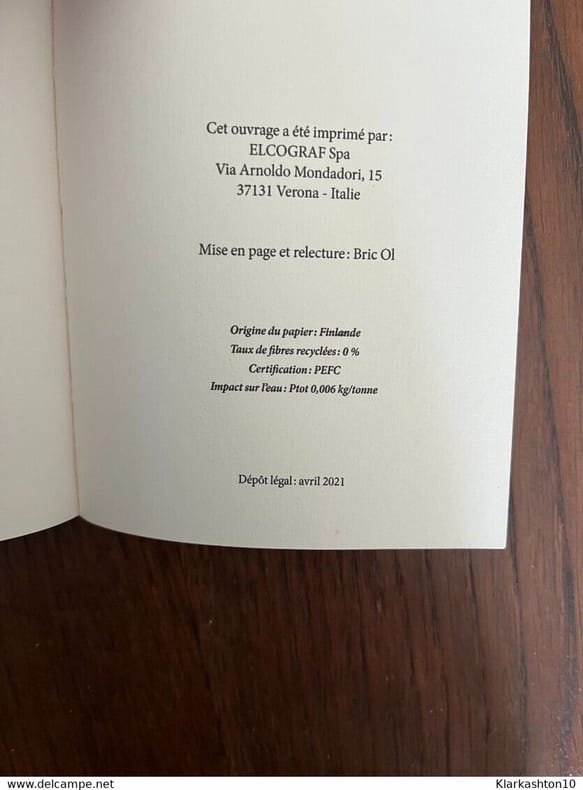 Cet ouvrage a été imprimé par :
ELCOGRAF Spa
Via Arnoldo Mondadori, 15
37131 Verona - Italie
Mise en page et relecture : Bric Ol
Origine du papier : Finlande
Taux de fibres recyclées : 0 %
Certification : PEFC
Impact sur l'eau : Ptot 0,006 kg/tonne
Dépôt légal : avril 2021
www.delcampe.net
Klarkashton10